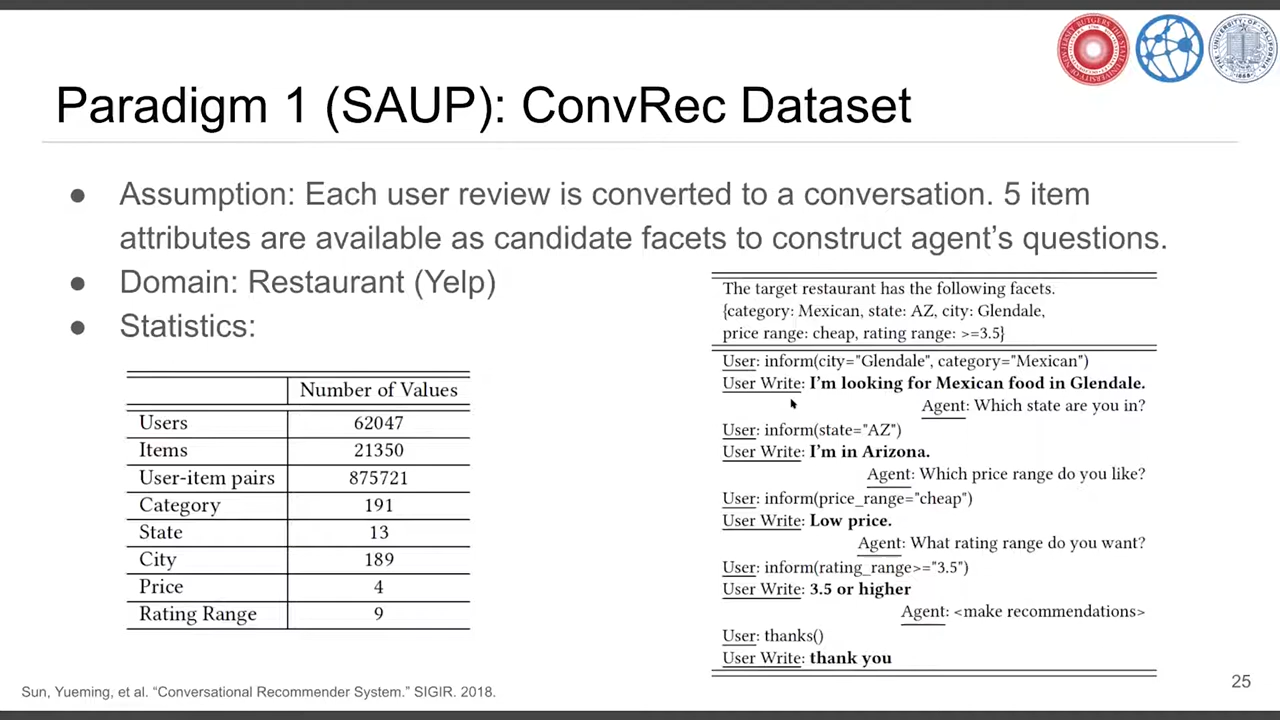 Paradigm 1 (SAUP): ConvRec Dataset
● Assumption: Each user review is converted to a conversation. 5 item
attributes are available as candidate facets to construct agent's questions.
● Domain: Restaurant (Yelp)
● Statistics:
Number of Values
Users 62047
Items 21350
User-item pairs 875721
Category 191
State 13
City 189
Price 4
Rating Range 9
The target restaurant has the following facets.
{category: Mexican, state: AZ, city: Glendale,
price range: cheap, rating range: >=3.5}
User: inform(city="Glendale", category="Mexican")
User Write: I'm looking for Mexican food in Glendale.
Agent: Which state are you in?
User: inform(state="AZ")
User Write: I'm in Arizona.
Agent: Which price range do you like?
User: inform(price_range="cheap")
User Write: Low price.
Agent: What rating range do you want?
User: inform(rating_range>="3.5")
User Write: 3.5 or higher
Agent: <make recommendations>
User: thanks()
User Write: thank you
Sun, Yueming, et al. “Conversational Recommender System.” SIGIR. 2018.
25